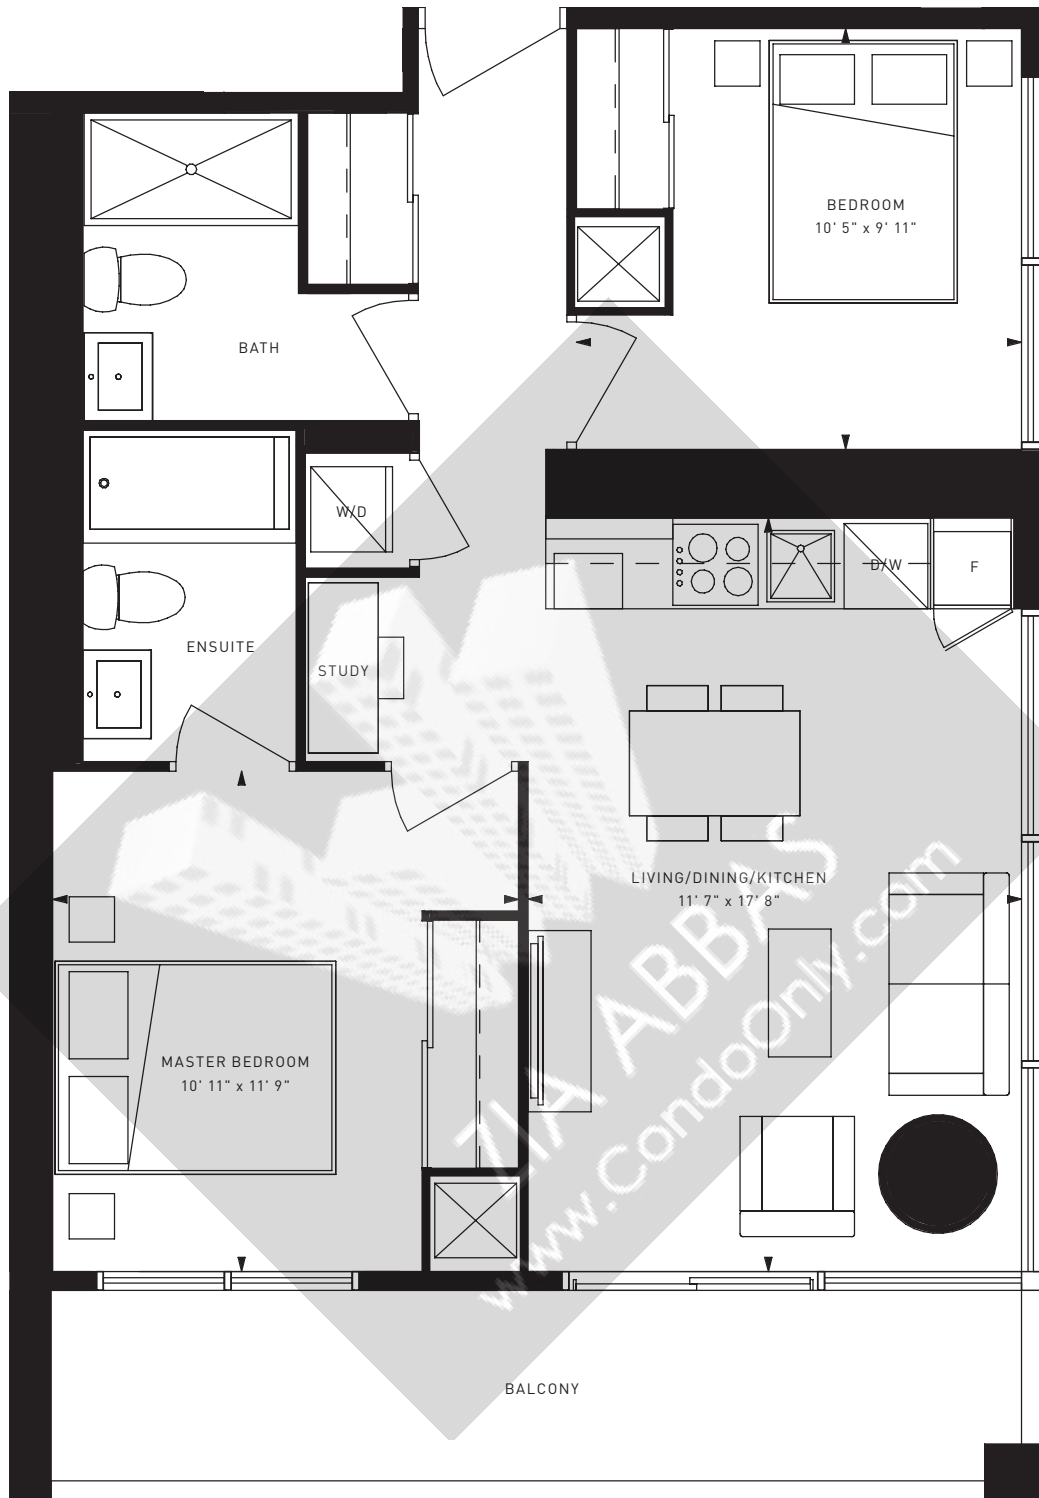 BEDROOM
10' 5" x 9' 11"
BATH
W/D
D/W
F
ENSUITE
STUDY
LIVING/DINING/KITCHEN
11' 7" x 17' 8"
MASTER BEDROOM
10' 11" x 11' 9"
ZIA ABBAS
www.CondoOnly.com
BALCONY